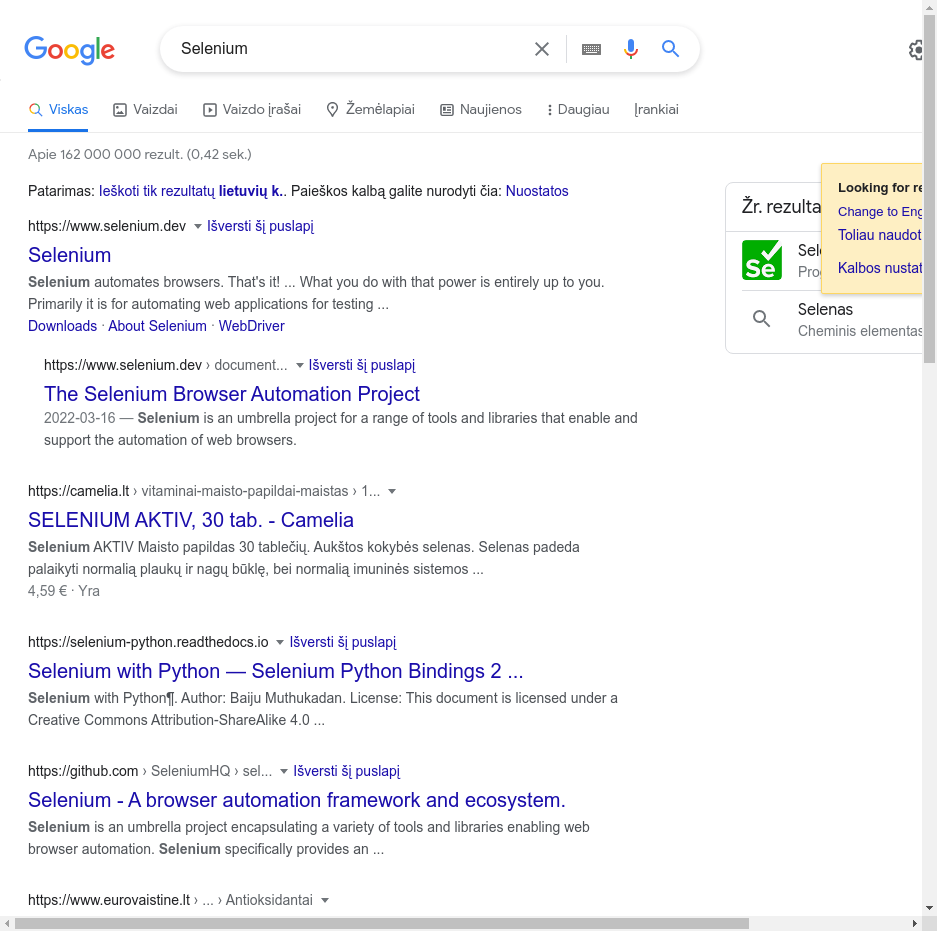 Google
Selenium
Viskas
Vaizdai
Vaizdo įrašai
Žemėlapiai
Naujienos
Daugiau
Įrankiai
Apie 162 000 000 rezult. (0,42 sek.)
Patarimas: Ieškoti tik rezultatų lietuvių k.. Paieškos kalbą galite nurodyti čia: Nuostatos
https://www.selenium.dev Išversti šį puslapį
Selenium
Selenium automates browsers. That's it! ... What you do with that power is entirely up to you.
Primarily it is for automating web applications for testing ...
Downloads · About Selenium · WebDriver
https://www.selenium.dev › document... Išversti šį puslapį
The Selenium Browser Automation Project
2022-03-16 — Selenium is an umbrella project for a range of tools and libraries that enable and
support the automation of web browsers.
https://camelia.lt › vitaminai-maisto-papildai-maistas › 1...
SELENIUM AKTIV, 30 tab. - Camelia
Selenium AKTIV Maisto papildas 30 tablečių. Aukštos kokybės selenas. Selenas padeda
palaikyti normalią plaukų ir nagų būklę, bei normalią imuninės sistemos ...
4,59 € · Yra
https://selenium-python.readthedocs.io Išversti šį puslapį
Selenium with Python — Selenium Python Bindings 2 ...
Selenium with Python¶. Author: Baiju Muthukadan. License: This document is licensed under a
Creative Commons Attribution-ShareAlike 4.0 ...
https://github.com › SeleniumHQ › sel... Išversti šį puslapį
Selenium - A browser automation framework and ecosystem.
Selenium is an umbrella project encapsulating a variety of tools and libraries enabling web
browser automation. Selenium specifically provides an ...
https://www.eurovaistine.lt › ... › Antioksidantai
Žr. rezulta
Se
Sel
Pro
Selenas
Cheminis elementas
Looking for re
Change to Eng
Toliau naudot
Kalbos nustat